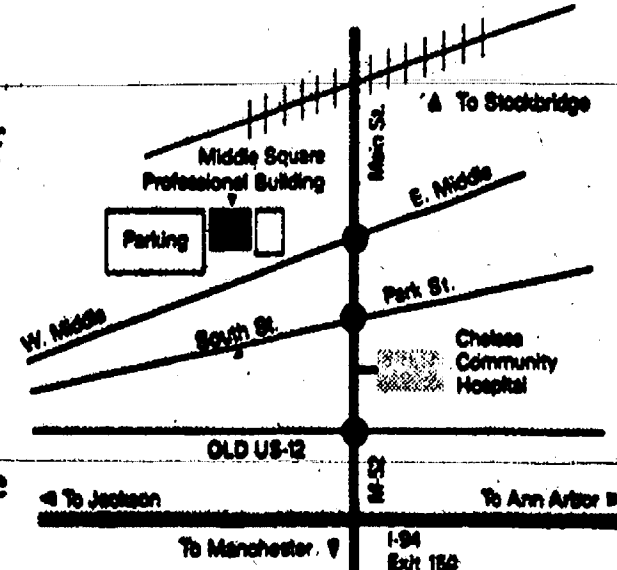 To Stockbridge
Main St.
Middle Square
Professional Building
E. Middle
Parking
W. Middle
Park St.
South St.
Chelsea
Community
Hospital
OLD US-12
M-52
To Jackson
To Ann Arbor
To Manchester
I-94
Exit